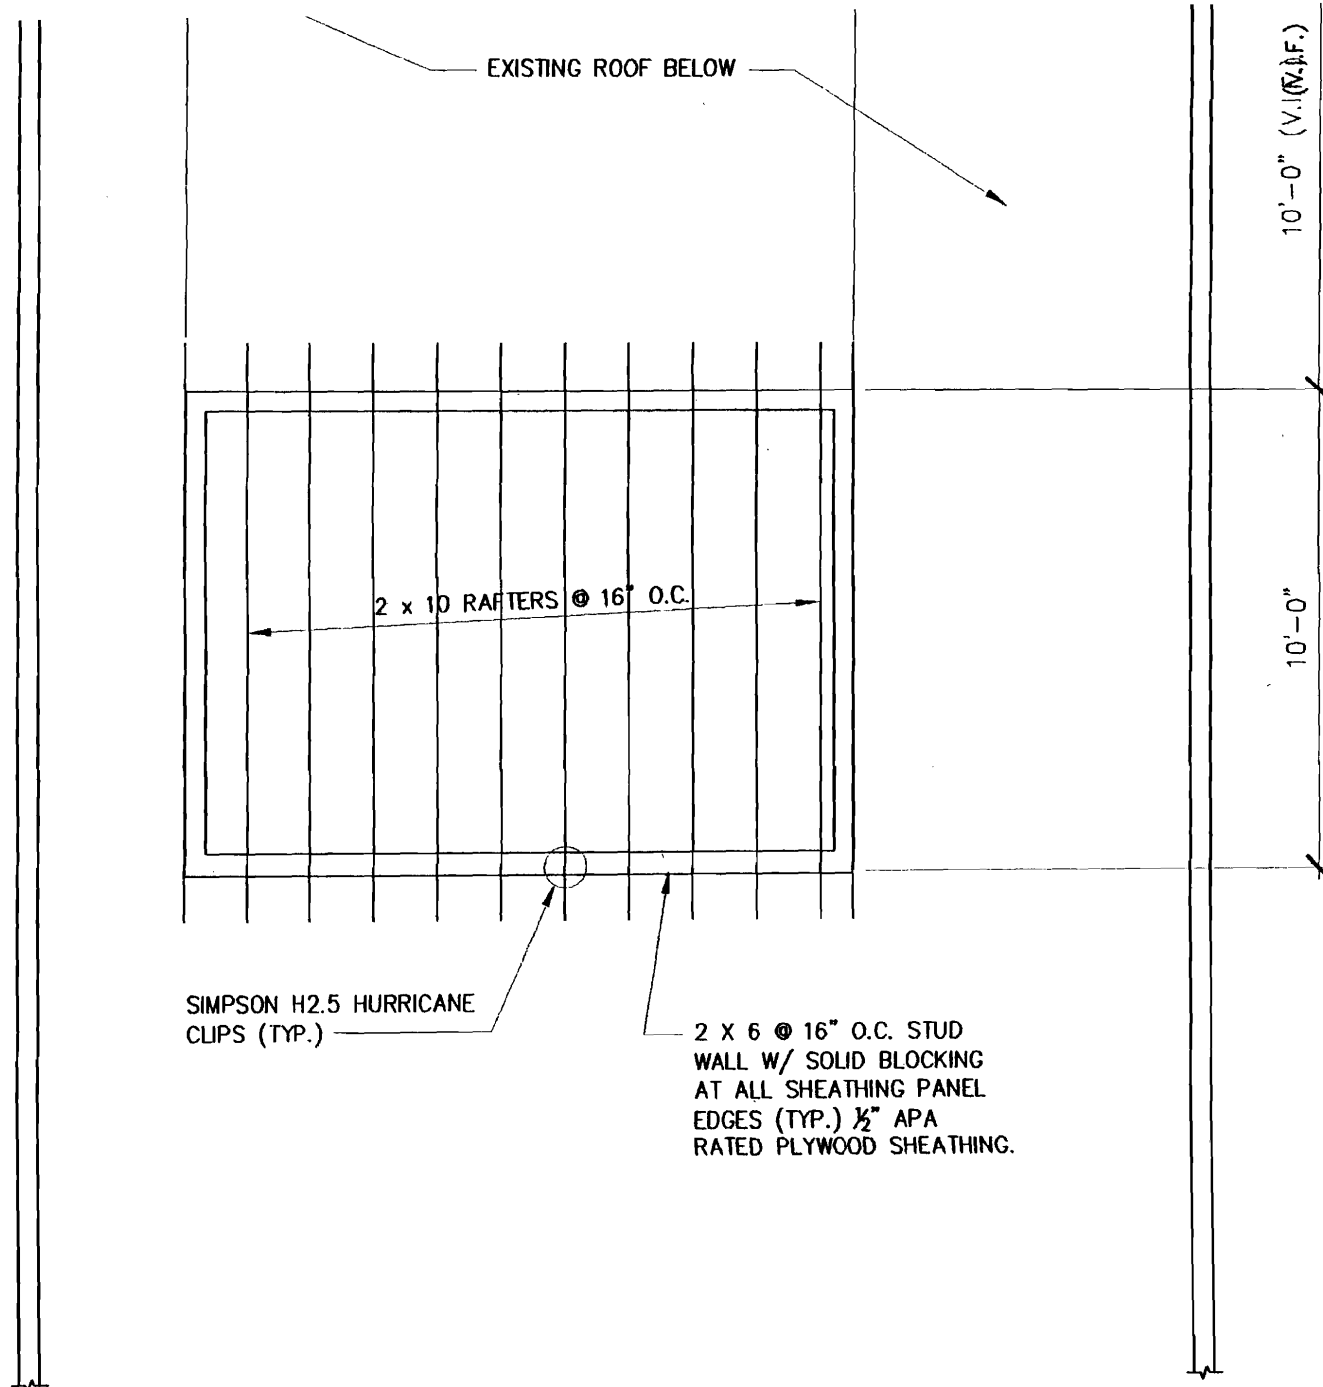 EXISTING ROOF BELOW
10'-0"
2 x 10 RAFTERS @ 16" O.C.
10'-0"
SIMPSON H2.5 HURRICANE
CLIPS (TYP.)
2 X 6 @ 16" O.C. STUD
WALL W/ SOLID BLOCKING
AT ALL SHEATHING PANEL
EDGES (TYP.) ½" APA
RATED PLYWOOD SHEATHING.